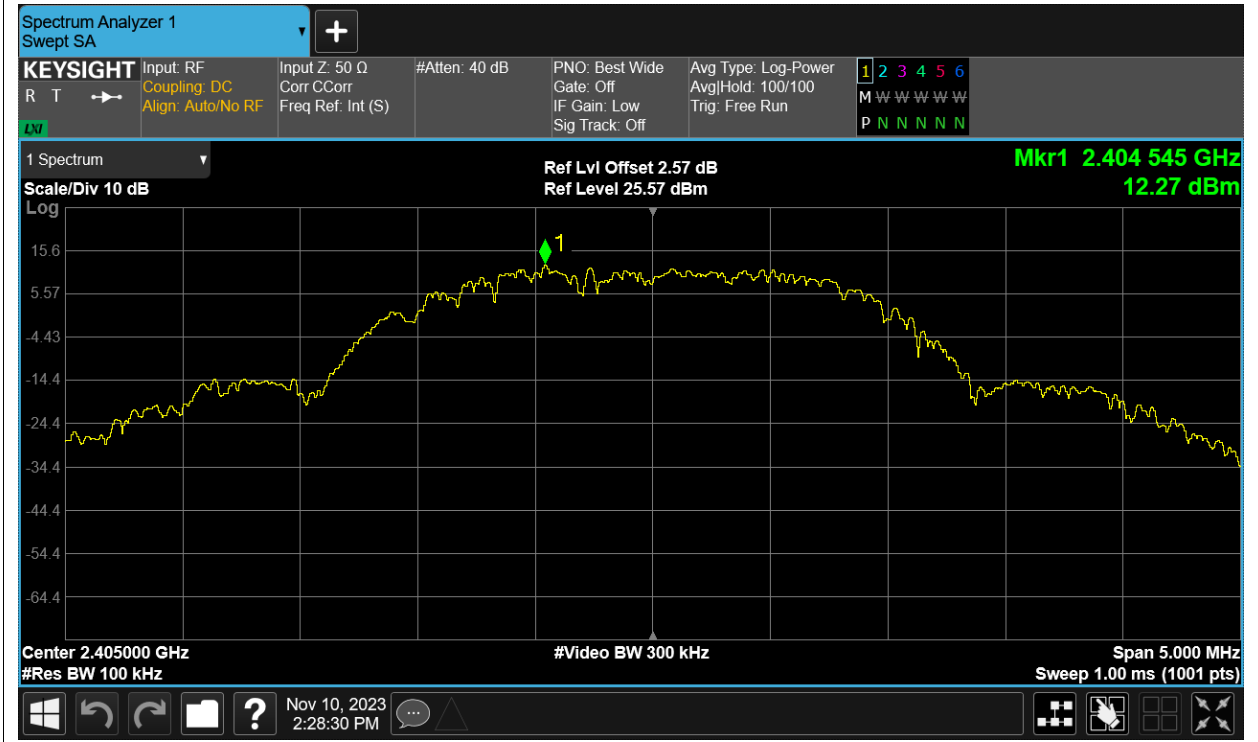 Spectrum Analyzer 1
Swept SA
KEYSIGHT
R T
LXI
Input: RF
Coupling: DC
Align: Auto/No RF
Input Z: 50 Ω
Corr CCorr
Freq Ref: Int (S)
#Atten: 40 dB
PNO: Best Wide
Gate: Off
IF Gain: Low
Sig Track: Off
Avg Type: Log-Power
Avg|Hold: 100/100
Trig: Free Run
1 2 3 4 5 6
M W W W W W
P N N N N N
1 Spectrum
Scale/Div 10 dB
Log
Ref Lvl Offset 2.57 dB
Ref Level 25.57 dBm
Mkr1 2.404 545 GHz
12.27 dBm
1
15.6
5.57
-4.43
-14.4
-24.4
-34.4
-44.4
-54.4
-64.4
Center 2.405000 GHz
#Res BW 100 kHz
#Video BW 300 kHz
Span 5.000 MHz
Sweep 1.00 ms (1001 pts)
?
Nov 10, 2023
2:28:30 PM